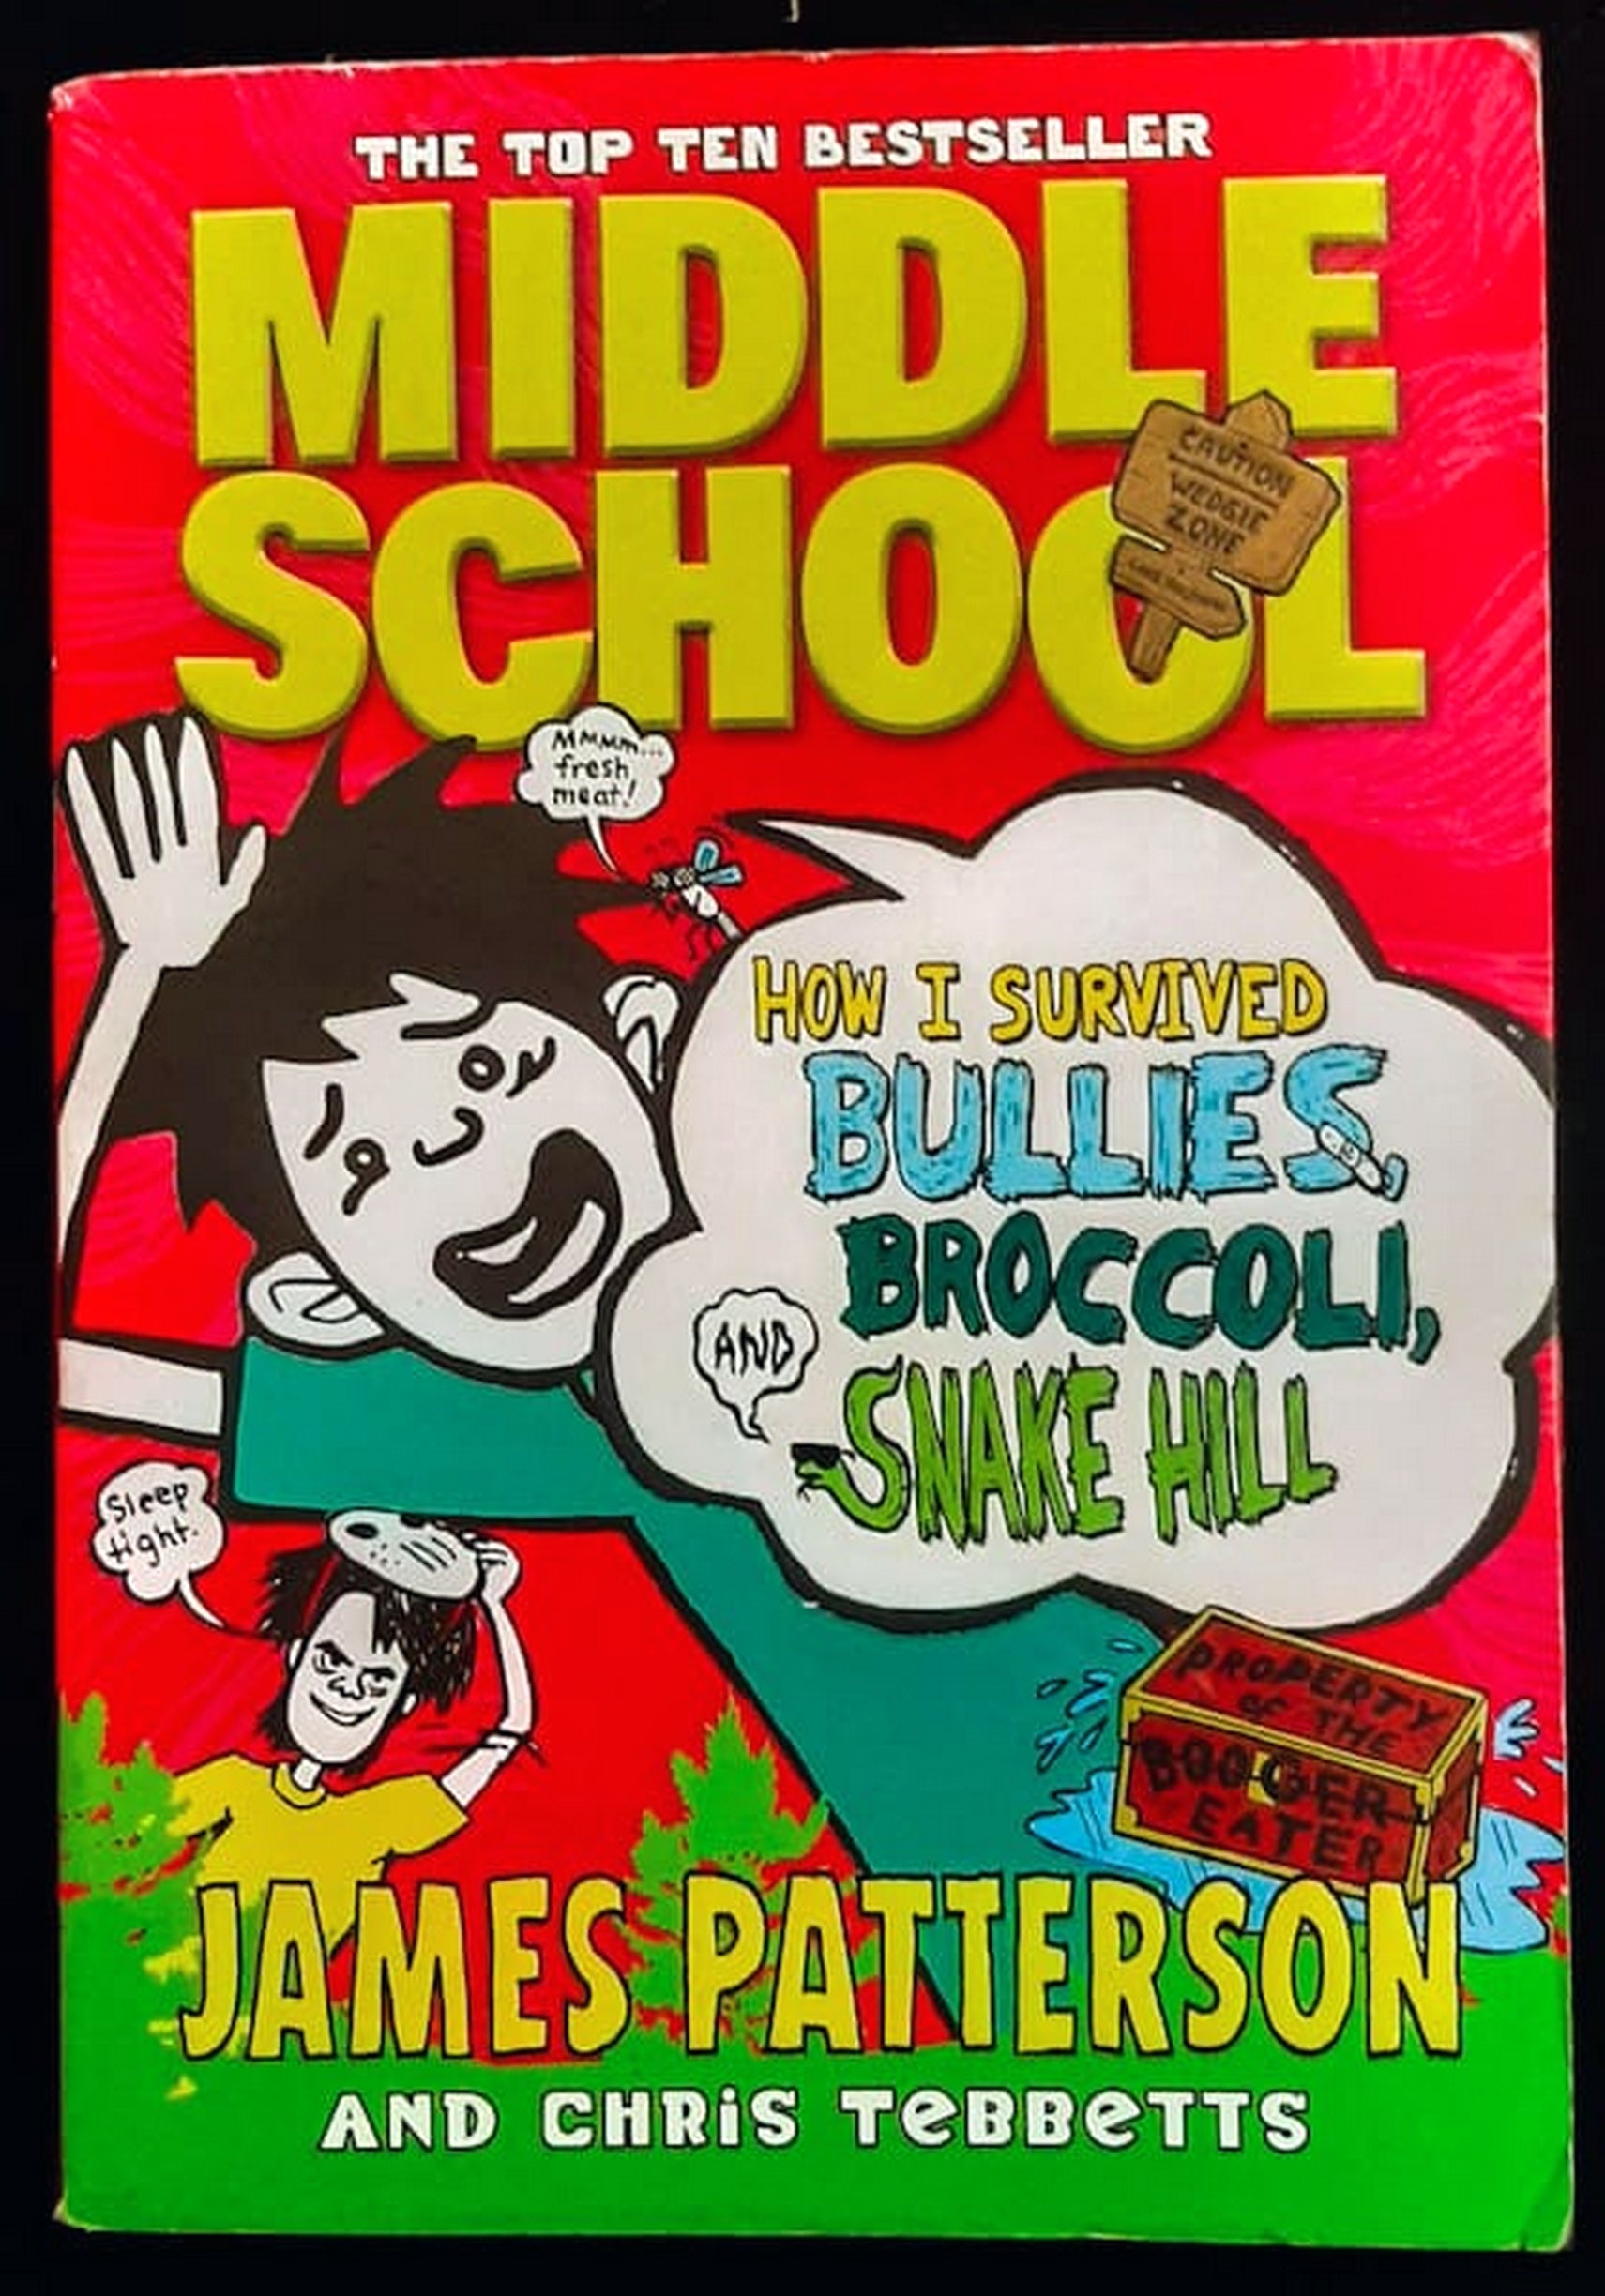 THE TOP TEN BESTSELLER
MIDDLE
SCHOOL
CAUTION
WEDGIE
ZONE
MMMM...
fresh
meat!
HOW I SURVIVED
BULLIES,
BROCCOLI,
AND
SNAKE HILL
Sleep
tight.
PROPERTY
OF THE
BOOGER
EATER
JAMES PATTERSON
AND CHRIS TEBBETTS